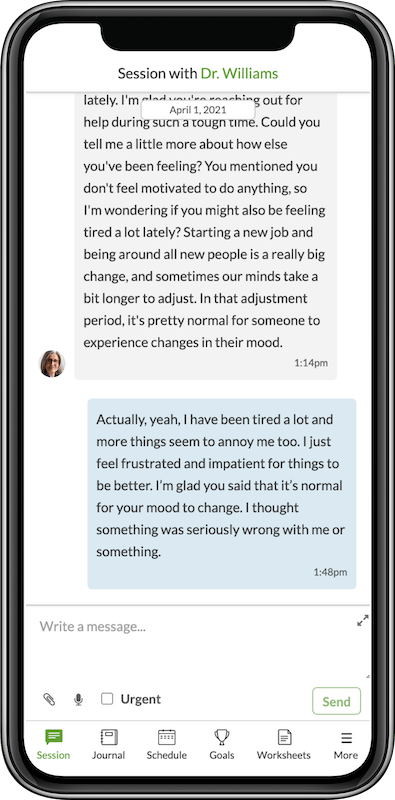 Session with Dr. Williams
lately. I'm glad you're reaching out for
April 1, 2021
help during such a tough time. Could you
tell me a little more about how else
you've been feeling? You mentioned you
don't feel motivated to do anything, so
I'm wondering if you might also be feeling
tired a lot lately? Starting a new job and
being around all new people is a really big
change, and sometimes our minds take a
bit longer to adjust. In that adjustment
period, it's pretty normal for someone to
experience changes in their mood.
1:14pm
Actually, yeah, I have been tired a lot and
more things seem to annoy me too. I just
feel frustrated and impatient for things to
be better. I'm glad you said that it's normal
for your mood to change. I thought
something was seriously wrong with me or
something.
1:48pm
Write a message...
Urgent
Send
Session
Journal
Schedule
Goals
Worksheets
More